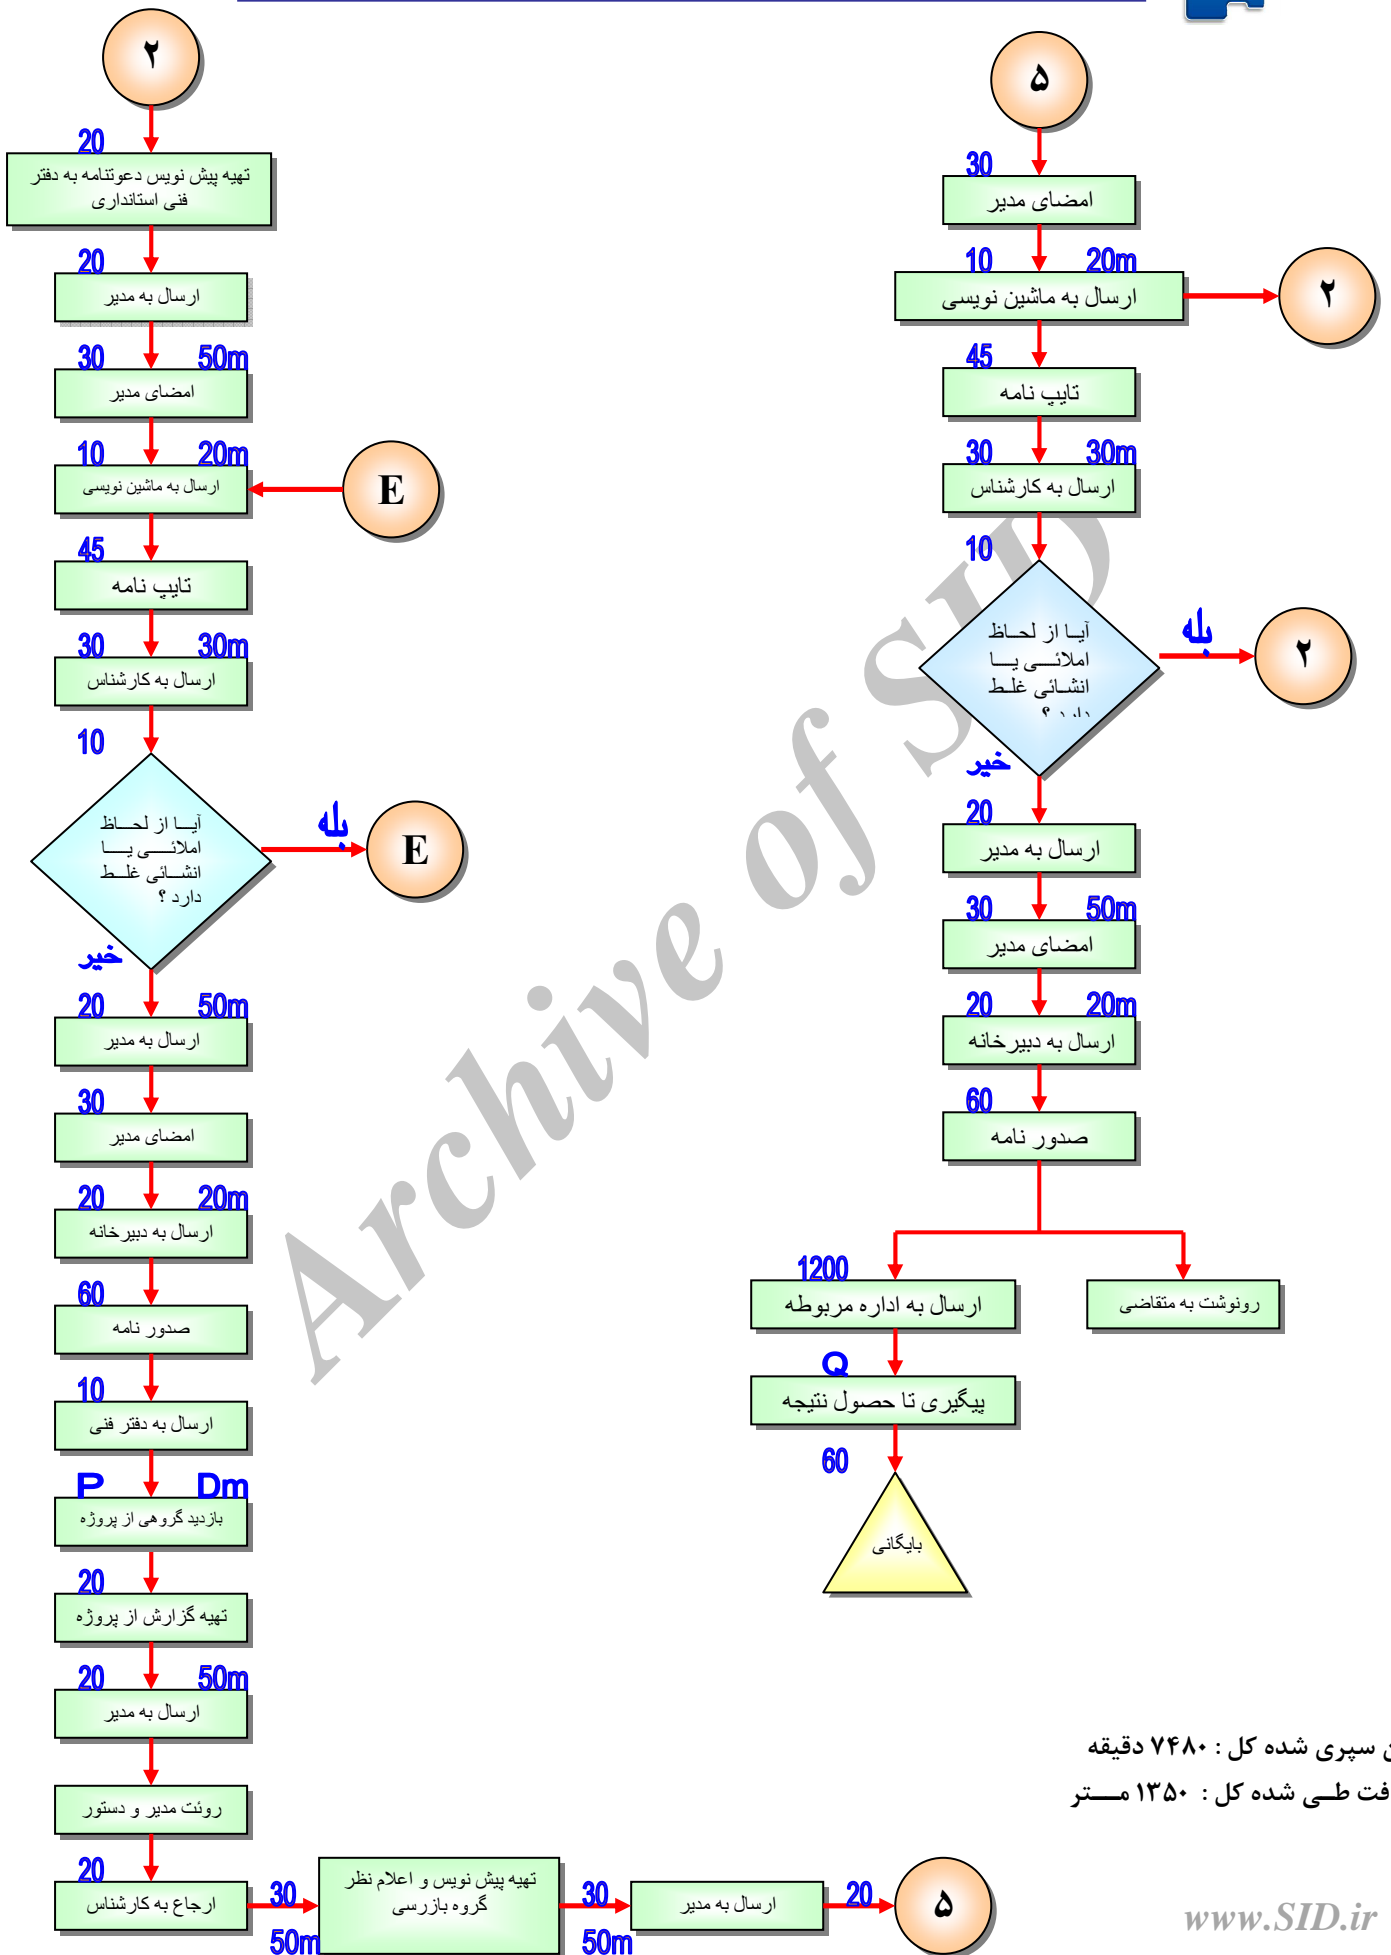 ۲
20
تهیه پیش نویس دعوتنامه به دفتر
فنی استانداری
20
ارسال به مدیر
30 50m
امضای مدیر
10 20m
ارسال به ماشین نویسی
E
45
تایپ نامه
30 30m
ارسال به کارشناس
10
آیا از لحاظ
املائی یا
انشائی غلط
دارد ؟
بله
E
خیر
20 50m
ارسال به مدیر
30
امضای مدیر
20 20m
ارسال به دبیرخانه
60
صدور نامه
10
ارسال به دفتر فنی
P Dm
بازدید گروهی از پروژه
20
تهیه گزارش از پروژه
20 50m
ارسال به مدیر
روئت مدیر و دستور
20
ارجاع به کارشناس
30
50m
تهیه پیش نویس و اعلام نظر
گروه بازرسی
30
50m
ارسال به مدیر
20
۵
۵
30
امضای مدیر
10 20m
ارسال به ماشین نویسی
۲
45
تایپ نامه
30 30m
ارسال به کارشناس
10
آیا از لحاظ
املائی یا
انشائی غلط
دارد ؟
بله
۲
خیر
20
ارسال به مدیر
30 50m
امضای مدیر
20 20m
ارسال به دبیرخانه
60
صدور نامه
1200
ارسال به اداره مربوطه
رونوشت به متقاضی
Q
پیگیری تا حصول نتیجه
60
بایگانی
سپری شده کل : ۷۴۸۰ دقیقه
طی شده کل : ۱۳۵۰ متر
Archive of SID
www.SID.ir